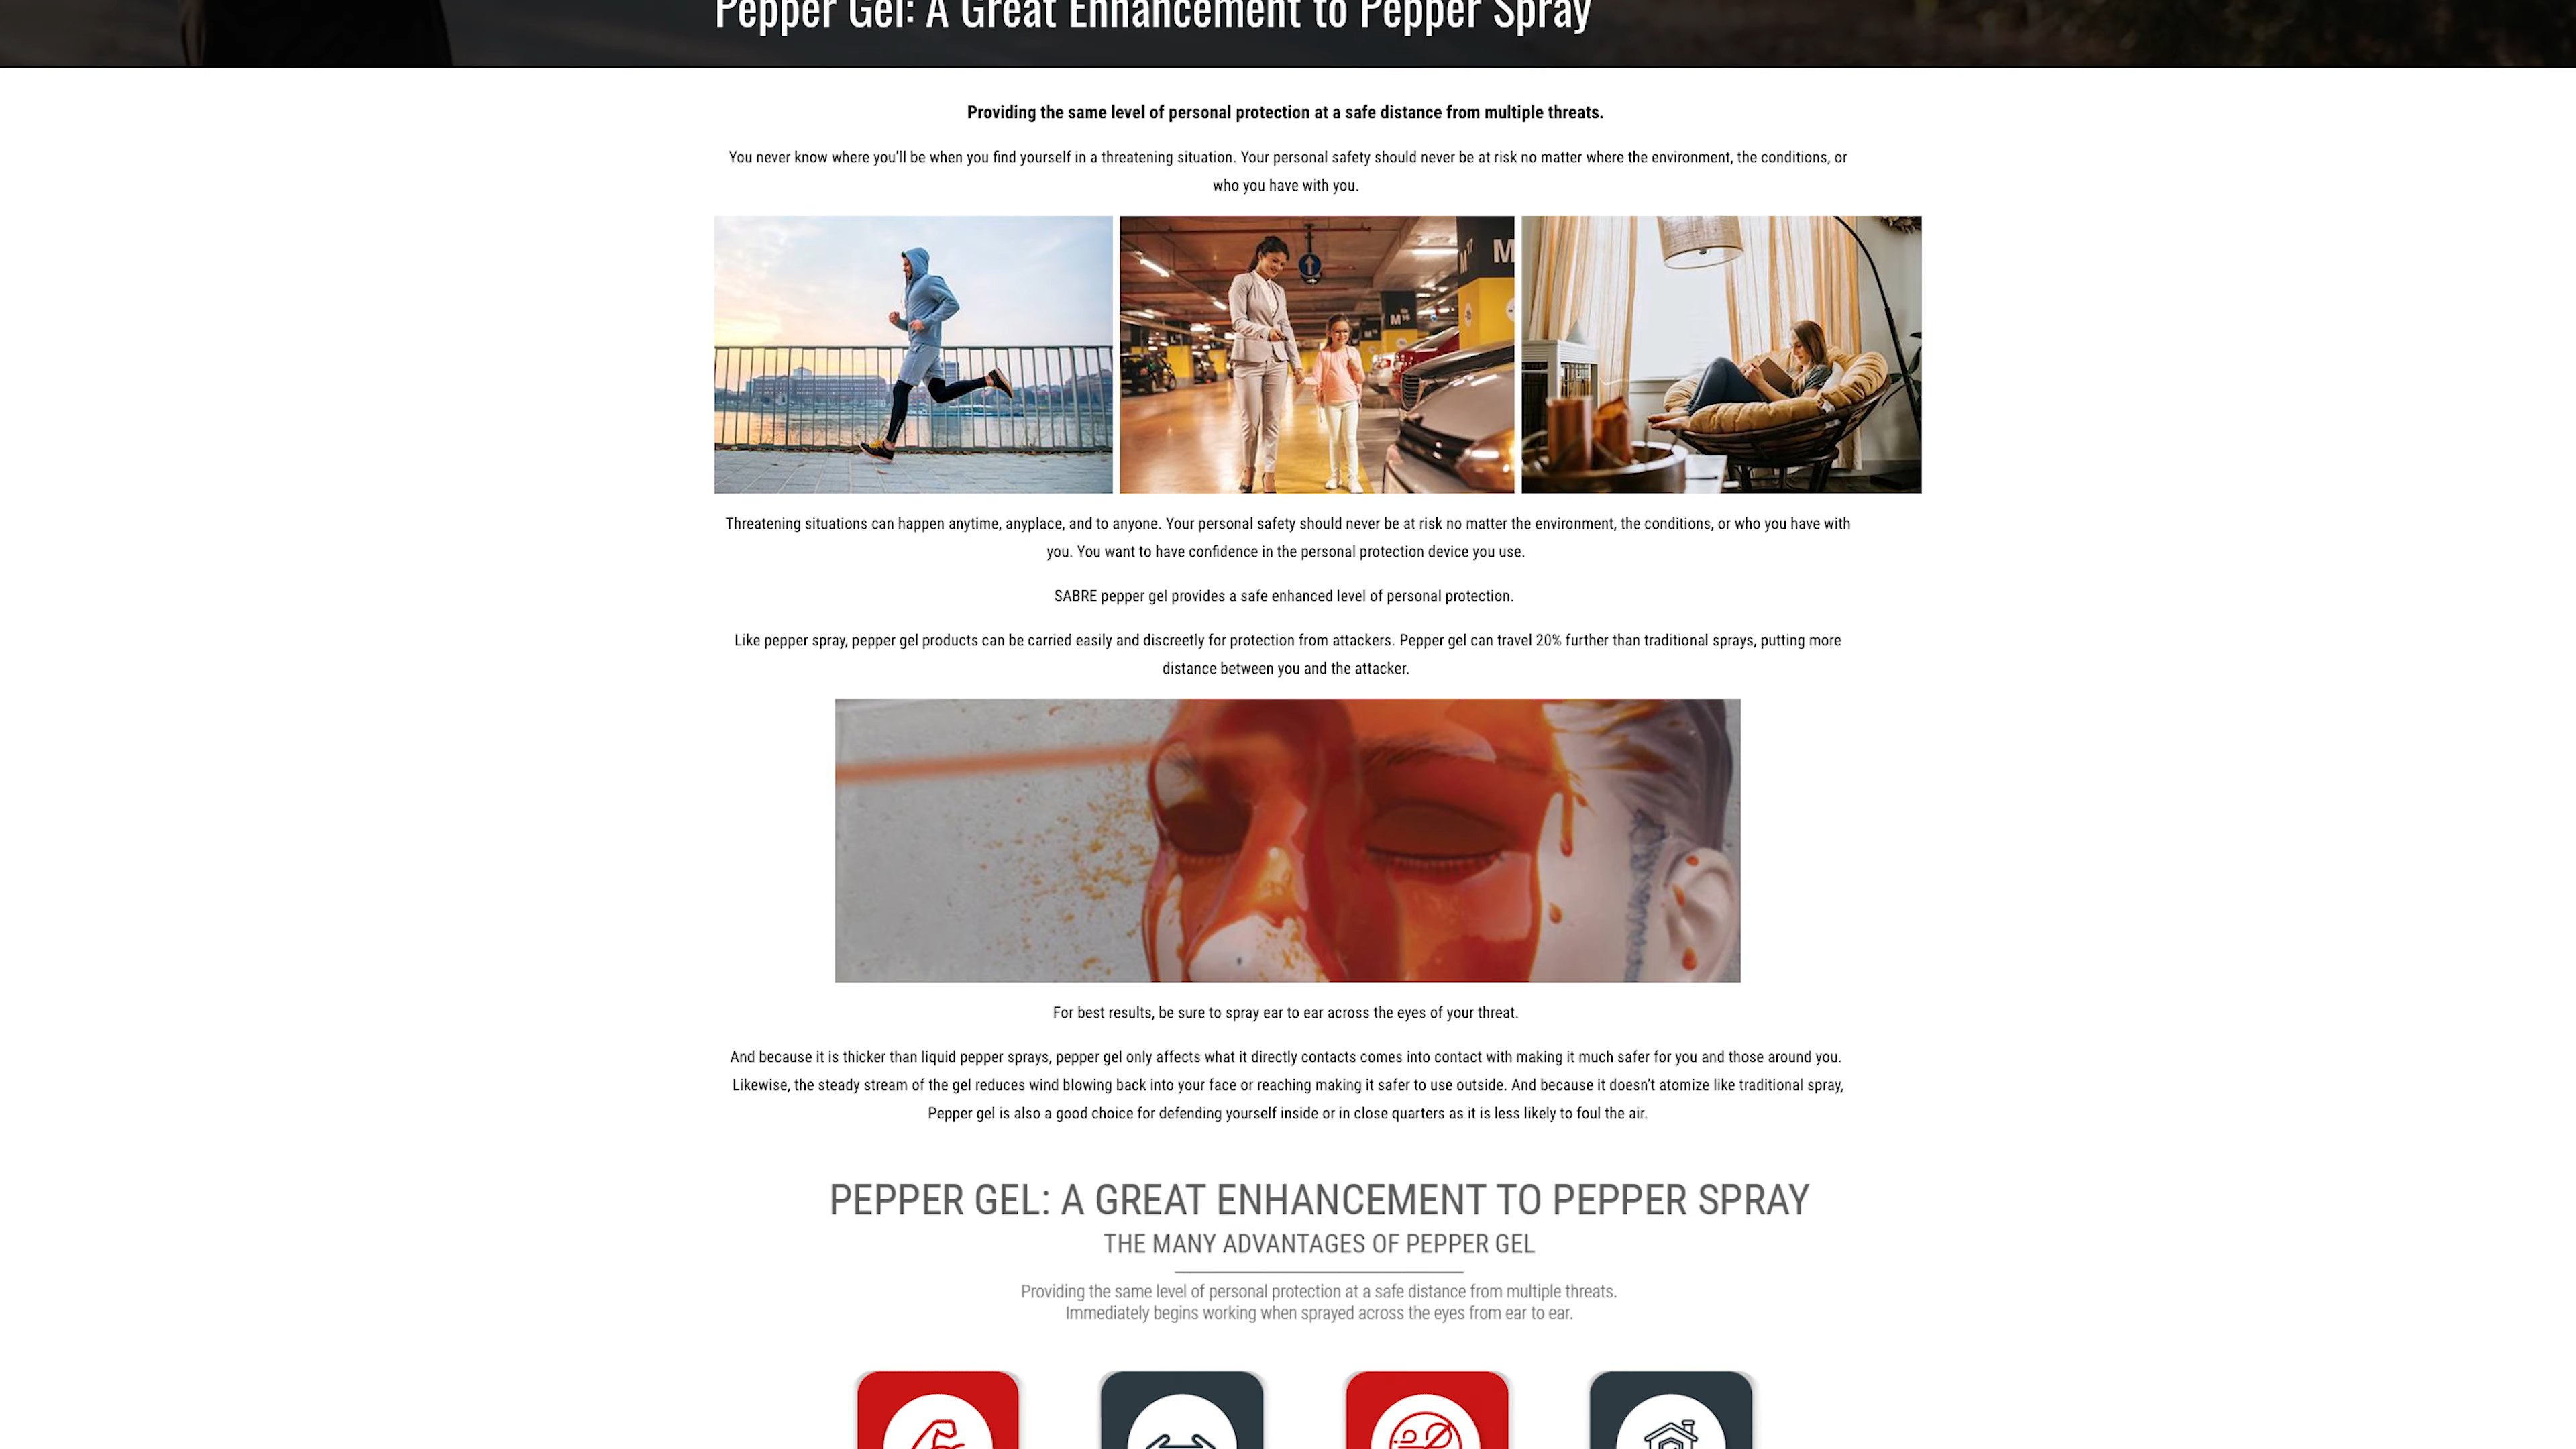 Pepper Gel: A Great Enhancement to Pepper Spray
Providing the same level of personal protection at a safe distance from multiple threats.
You never know where you'll be when you find yourself in a threatening situation. Your personal safety should never be at risk no matter where the environment, the conditions, or
who you have with you.
M17
M
M16
Threatening situations can happen anytime, anyplace, and to anyone. Your personal safety should never be at risk no matter the environment, the conditions, or who you have with
you. You want to have confidence in the personal protection device you use.
SABRE pepper gel provides a safe enhanced level of personal protection.
Like pepper spray, pepper gel products can be carried easily and discreetly for protection from attackers. Pepper gel can travel 20% further than traditional sprays, putting more
distance between you and the attacker.
For best results, be sure to spray ear to ear across the eyes of your threat.
And because it is thicker than liquid pepper sprays, pepper gel only affects what it directly contacts comes into contact with making it much safer for you and those around you.
Likewise, the steady stream of the gel reduces wind blowing back into your face or reaching making it safer to use outside. And because it doesn't atomize like traditional spray,
Pepper gel is also a good choice for defending yourself inside or in close quarters as it is less likely to foul the air.
PEPPER GEL: A GREAT ENHANCEMENT TO PEPPER SPRAY
THE MANY ADVANTAGES OF PEPPER GEL
Providing the same level of personal protection at a safe distance from multiple threats.
Immediately begins working when sprayed across the eyes from ear to ear.